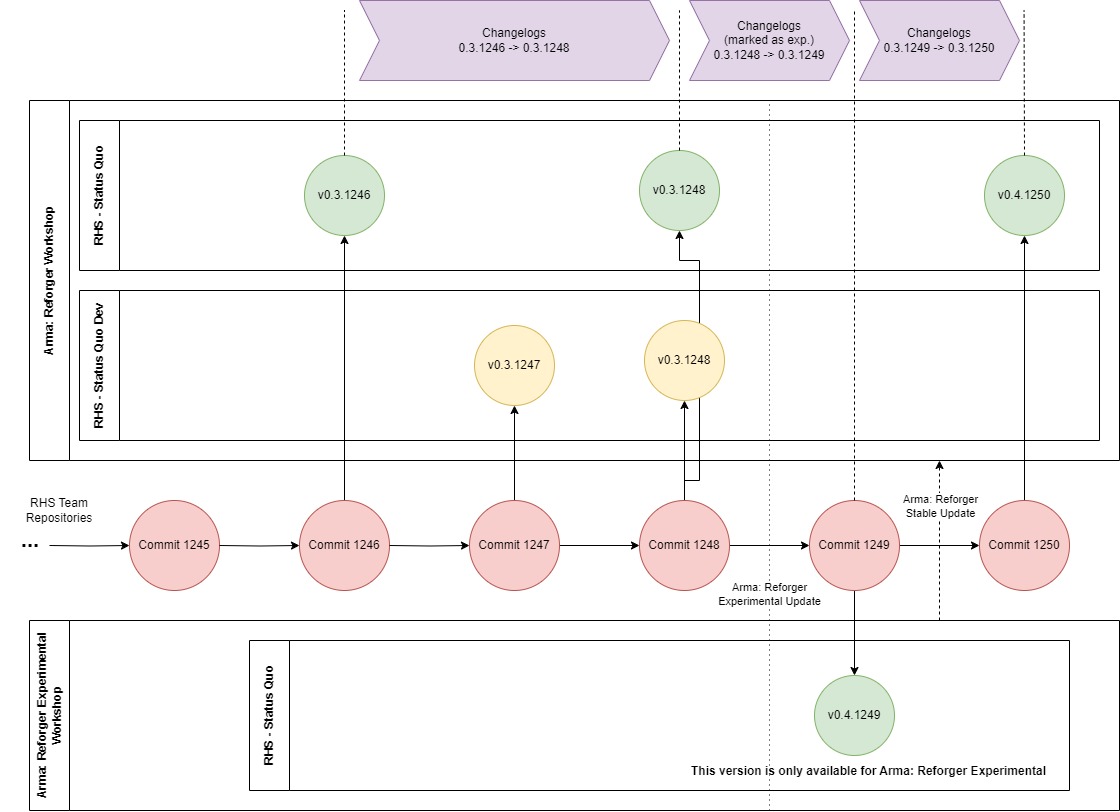 Changelogs
0.3.1246 -> 0.3.1248
Changelogs
(marked as exp.)
0.3.1248 -> 0.3.1249
Changelogs
0.3.1249 -> 0.3.1250
Arma: Reforger Workshop
RHS - Status Quo
v0.3.1246
v0.3.1248
v0.4.1250
RHS - Status Quo Dev
v0.3.1247
v0.3.1248
RHS Team
Repositories
...
Commit 1245
Commit 1246
Commit 1247
Commit 1248
Commit 1249
Commit 1250
Arma: Reforger
Stable Update
Arma: Reforger
Experimental Update
Arma: Reforger Experimental
Workshop
RHS - Status Quo
v0.4.1249
This version is only available for Arma: Reforger Experimental